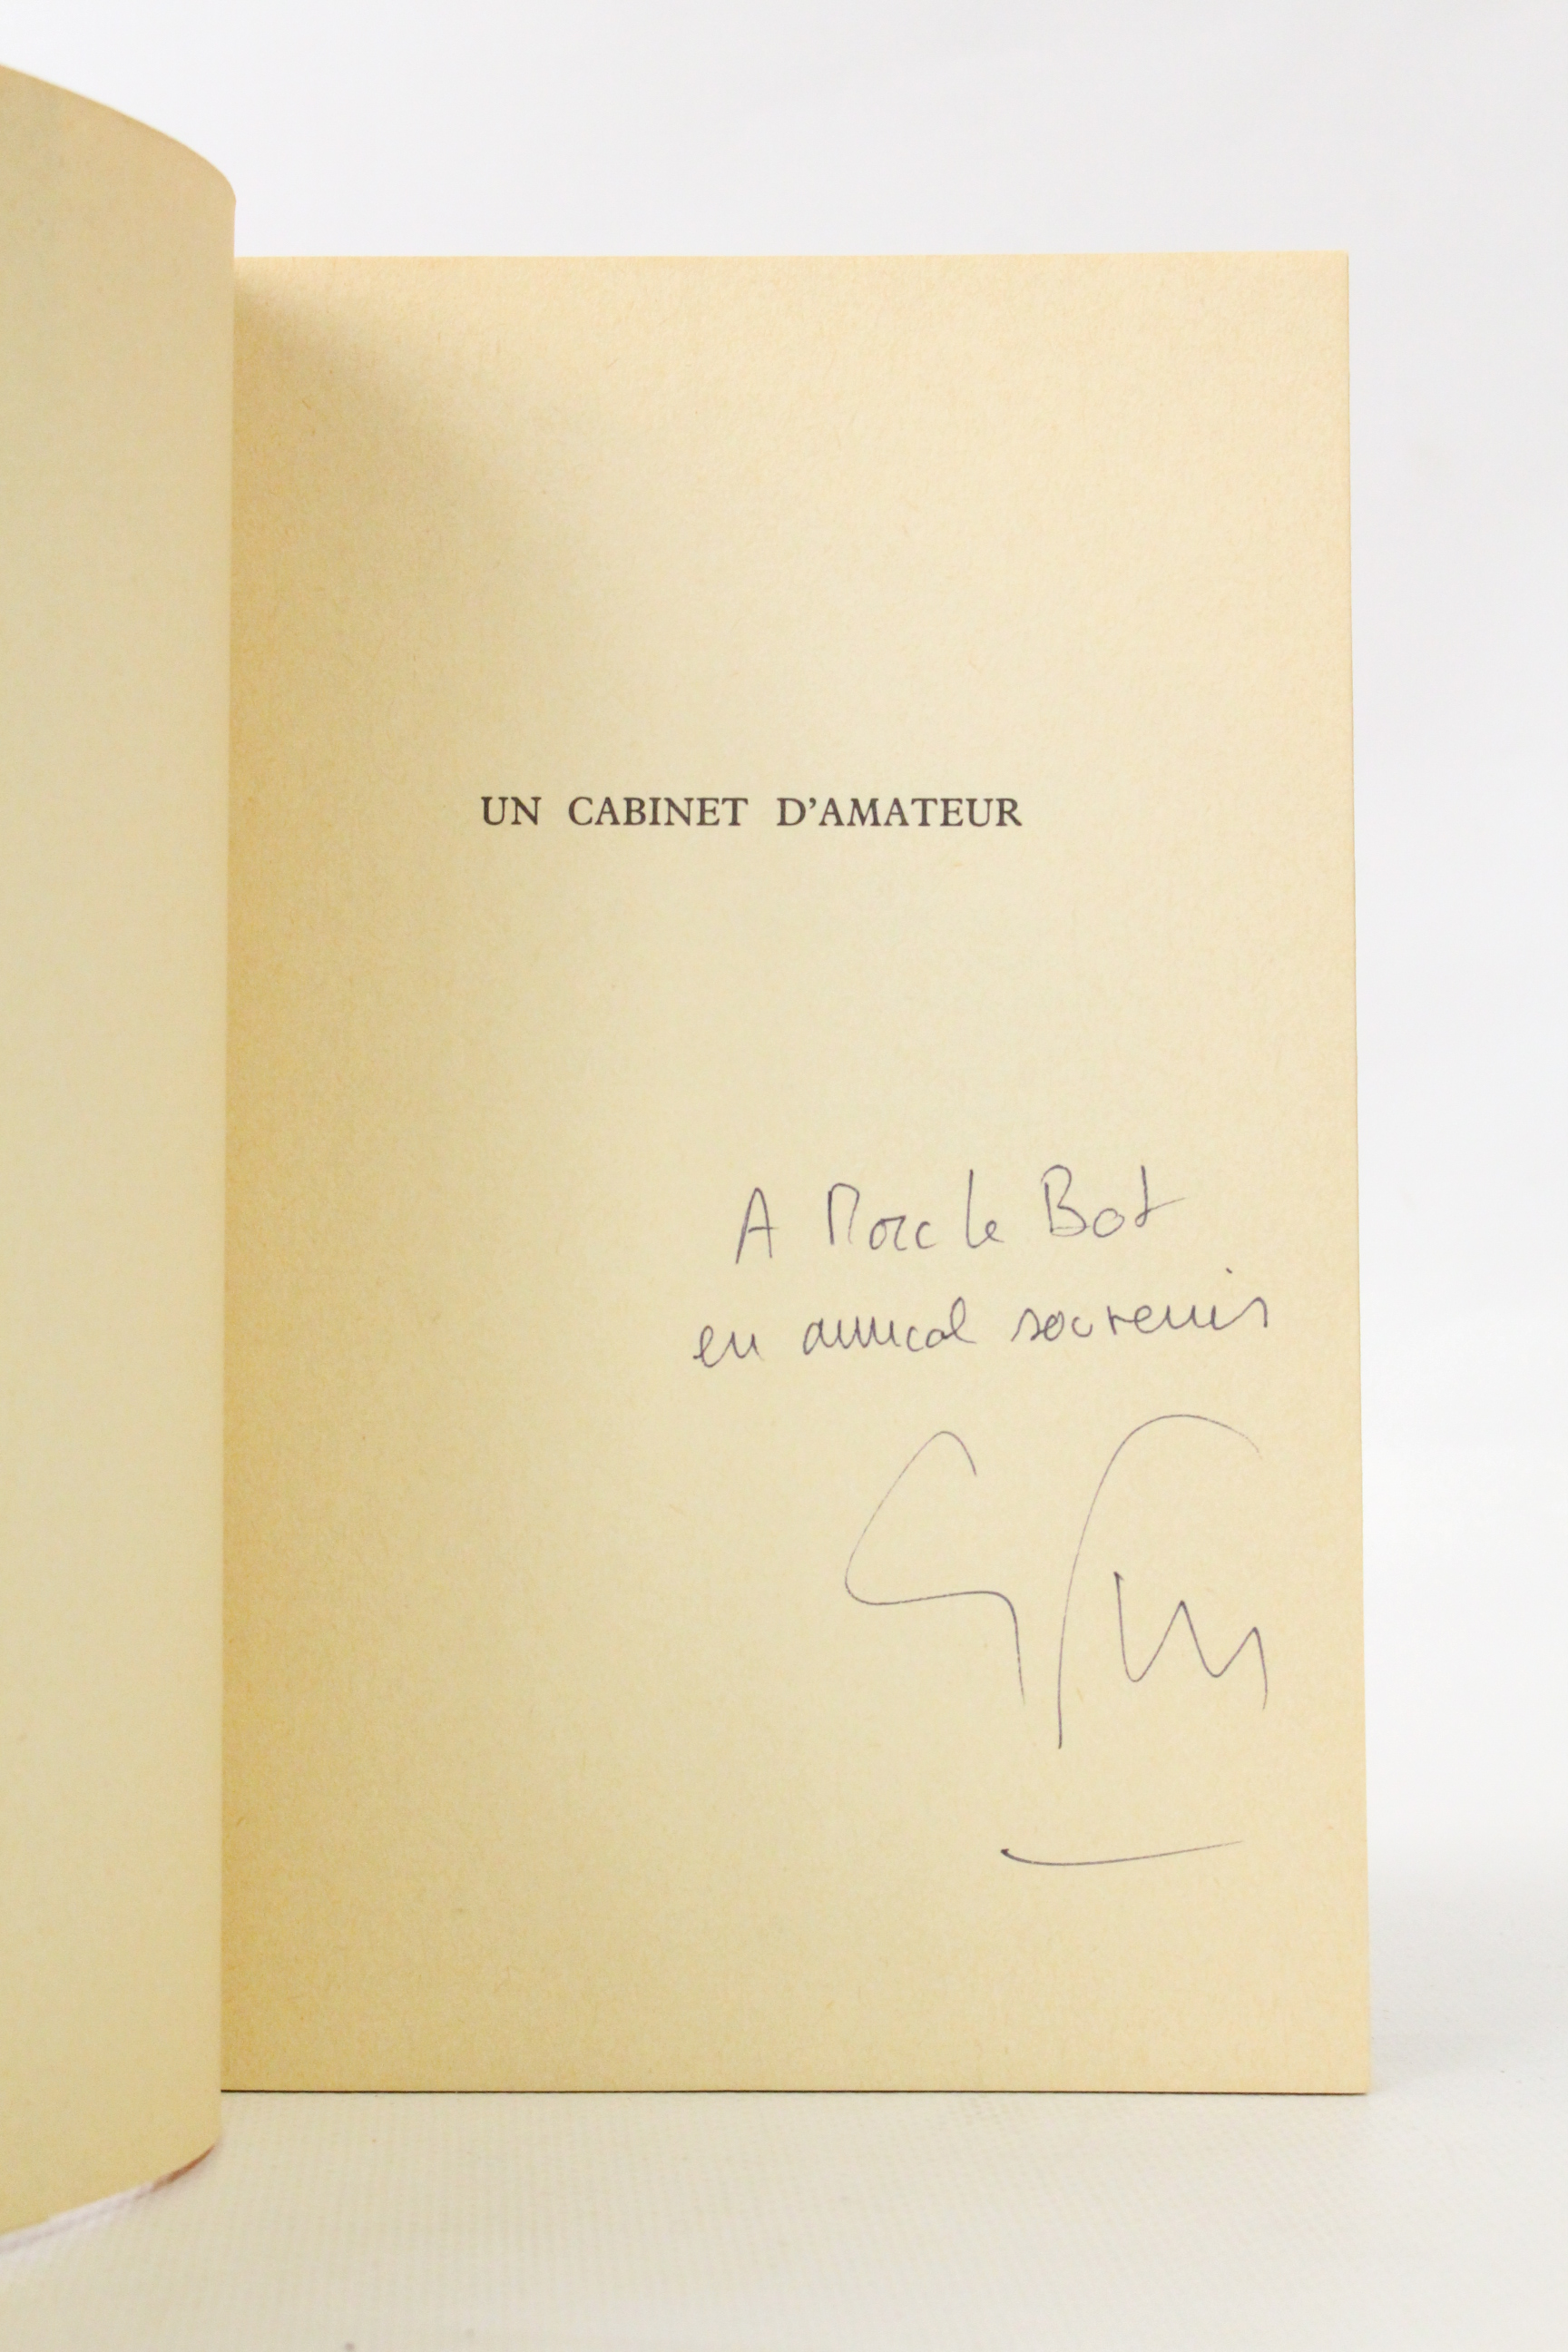 UN CABINET D'AMATEUR
A Marc Le Bot
en amical souvenir